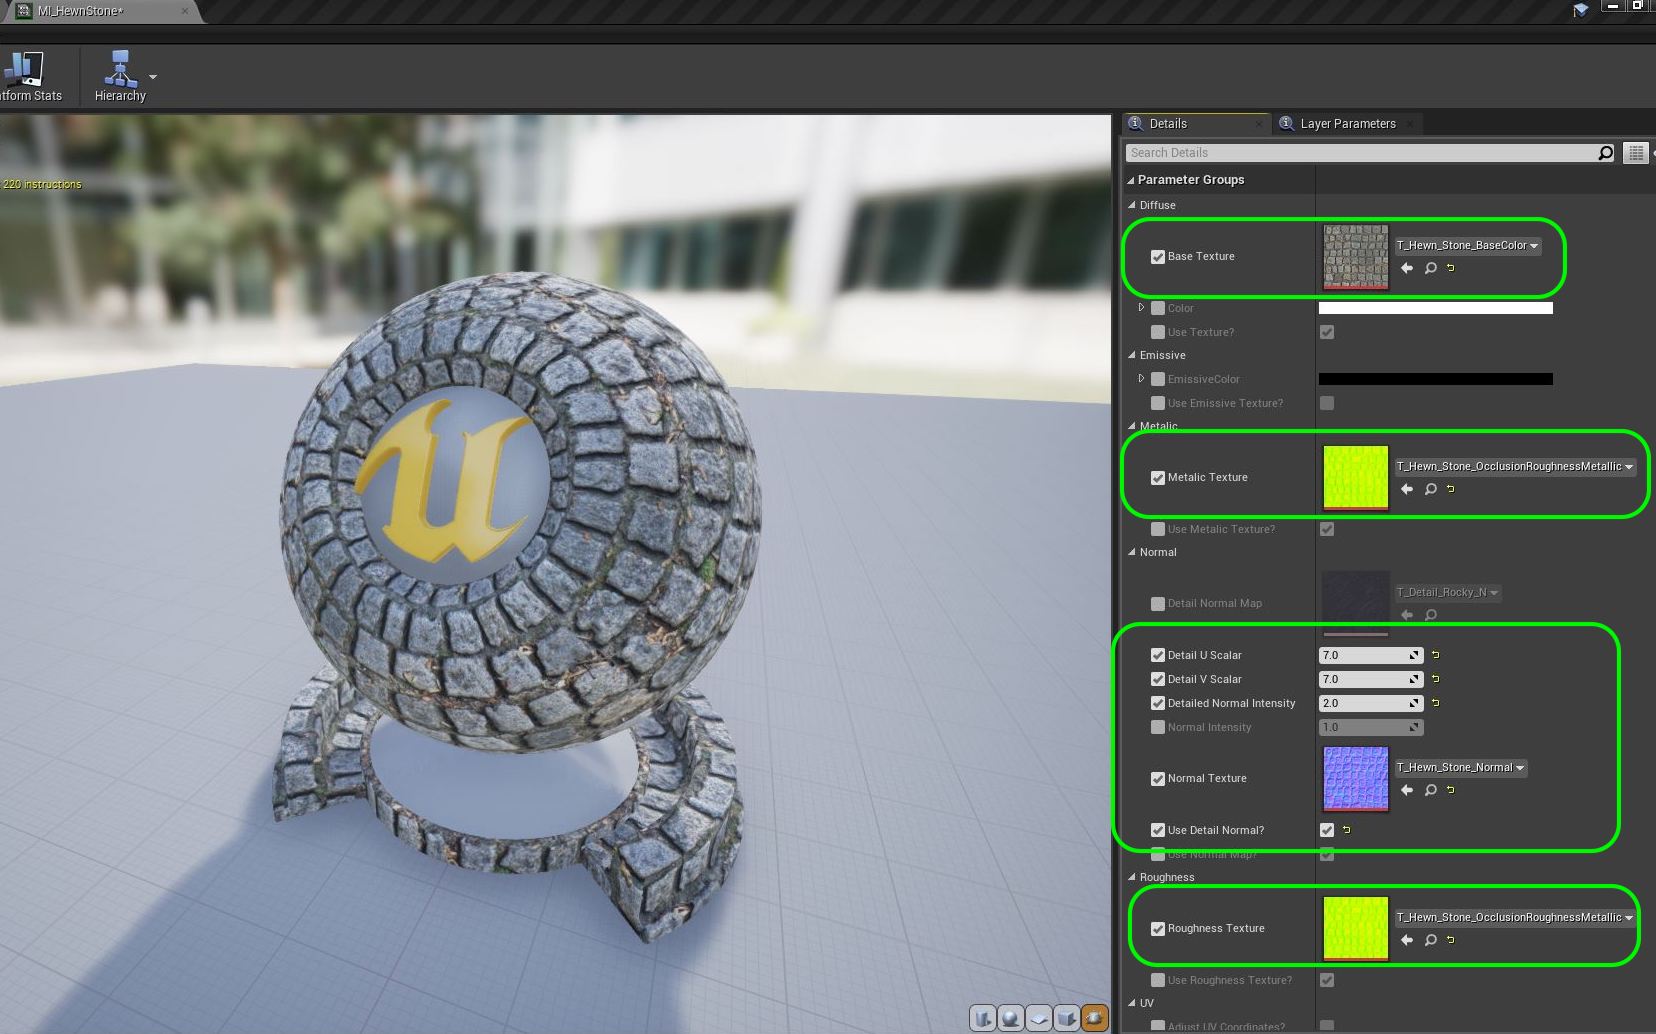 MI_HewnStone*
tform Stats
Hierarchy
220 instructions
Details
Layer Parameters
Search Details
Parameter Groups
Diffuse
Base Texture
T_Hewn_Stone_BaseColor
Color
Use Texture?
Emissive
EmissiveColor
Use Emissive Texture?
Metalic
Metalic Texture
T_Hewn_Stone_OcclusionRoughnessMetallic
Use Metalic Texture?
Normal
Detail Normal Map
T_Detail_Rocky_N
Detail U Scalar 7.0
Detail V Scalar 7.0
Detailed Normal Intensity 2.0
Normal Intensity 1.0
Normal Texture
T_Hewn_Stone_Normal
Use Detail Normal?
Use Normal Map?
Roughness
Roughness Texture
T_Hewn_Stone_OcclusionRoughnessMetallic
Use Roughness Texture?
UV
Adjust UV Coordinates?